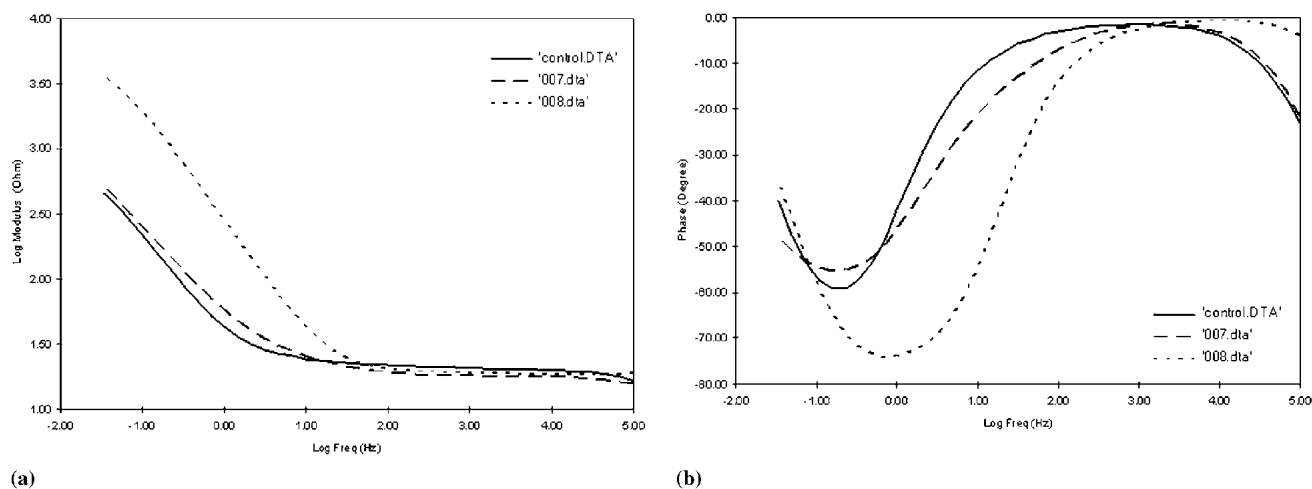 4.00
3.50
3.00
2.50
2.00
1.50
1.00
Log Modulus (Ohm)
-2.00 -1.00 0.00 1.00 2.00 3.00 4.00 5.00
Log Freq (Hz)
'control.DTA'
'007.dta'
'008.dta'
(a)
0.00
-10.00
-20.00
-30.00
-40.00
-50.00
-60.00
-70.00
-80.00
Phase (Degree)
-2.00 -1.00 0.00 1.00 2.00 3.00 4.00 5.00
Log Freq (Hz)
'control.DTA'
'007.dta'
'008.dta'
(b)